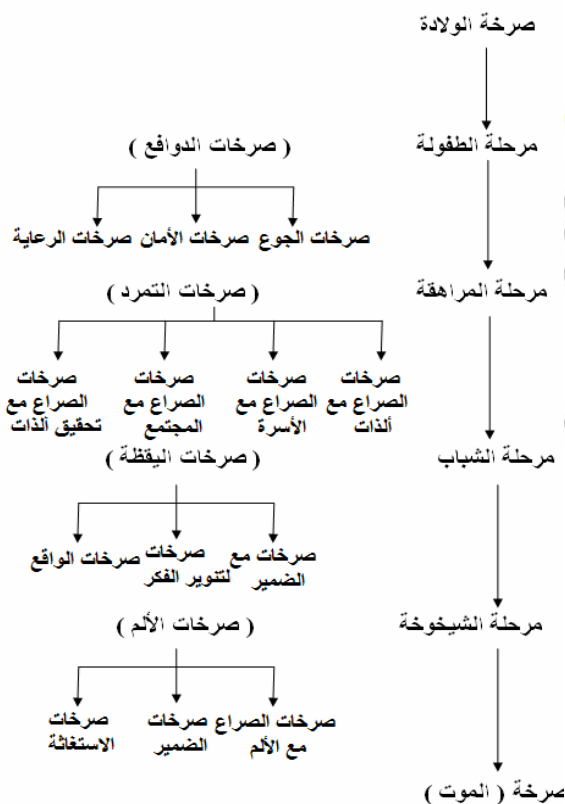 صرخة الولادة
مرحلة الطفولة
( صرخات الدوافع )
صرخات الجوع
صرخات الأمان
صرخات الرعاية
مرحلة المراهقة
( صرخات التمرد )
صرخات
الصراع مع
ألذات
صرخات
الصراع مع
الأسرة
صرخات
الصراع مع
المجتمع
صرخات
الصراع مع
تحقيق ألذات
مرحلة الشباب
( صرخات اليقظة )
صرخات مع
الضمير
صرخات
لتنوير الفكر
صرخات الواقع
مرحلة الشيخوخة
( صرخات الألم )
صرخات الصراع
مع الألم
صرخات
الضمير
صرخات
الاستغاثة
صرخة ( الموت )